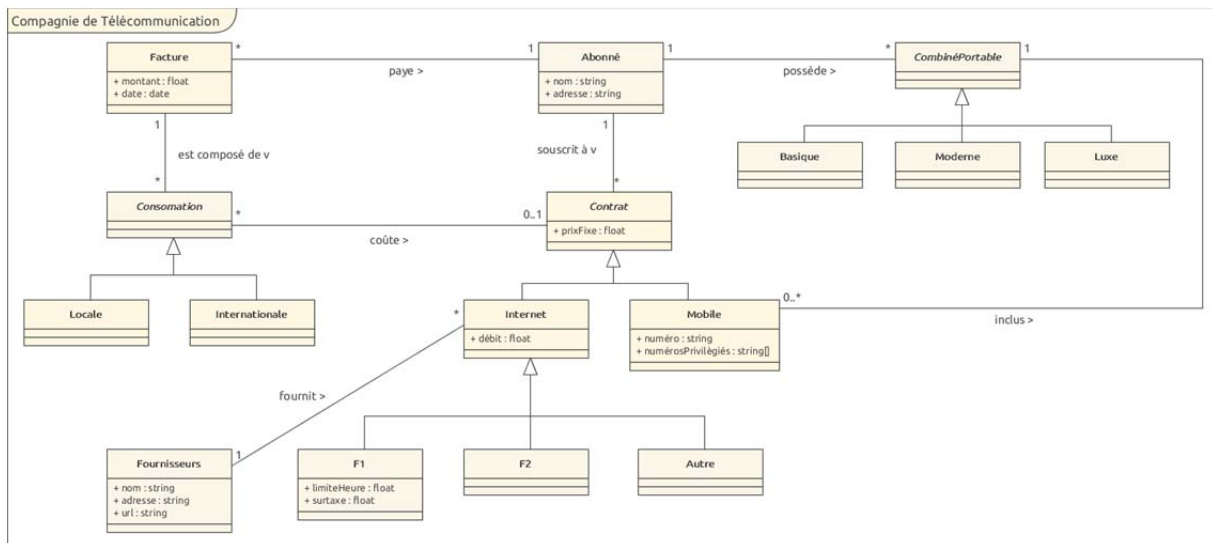 Compagnie de Télécommunication
Facture
+ montant : float
+ date : date
*
paye >
1
Abonné
+ nom : string
+ adresse : string
1
possède >
*
CombinéPortable
1
1
est composé de v
*
1
souscrit à v
*
Basique
Moderne
Luxe
Consomation
*
coûte >
0..1
Contrat
+ prixFixe : float
Locale
Internationale
*
Internet
+ débit : float
Mobile
+ numéro : string
+ numérosPrivilègiés : string[]
0..*
inclus >
fournit >
1
Fournisseurs
+ nom : string
+ adresse : string
+ url : string
F1
+ limiteHeure : float
+ surtaxe : float
F2
Autre